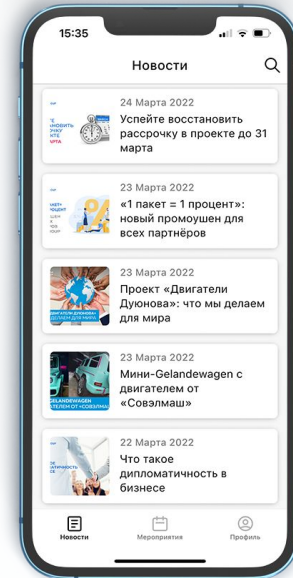 15:35
Новости
24 Марта 2022
Успейте восстановить
рассрочку в проекте до 31
марта
23 Марта 2022
«1 пакет = 1 процент»:
новый промоушен для
всех партнёров
23 Марта 2022
Проект «Двигатели
Дуюнова»: что мы делаем
для мира
23 Марта 2022
Мини-Gelandewagen с
двигателем от
«Совэлмаш»
22 Марта 2022
Что такое
дипломатичность в
бизнесе
Новости
Мероприятия
Профиль